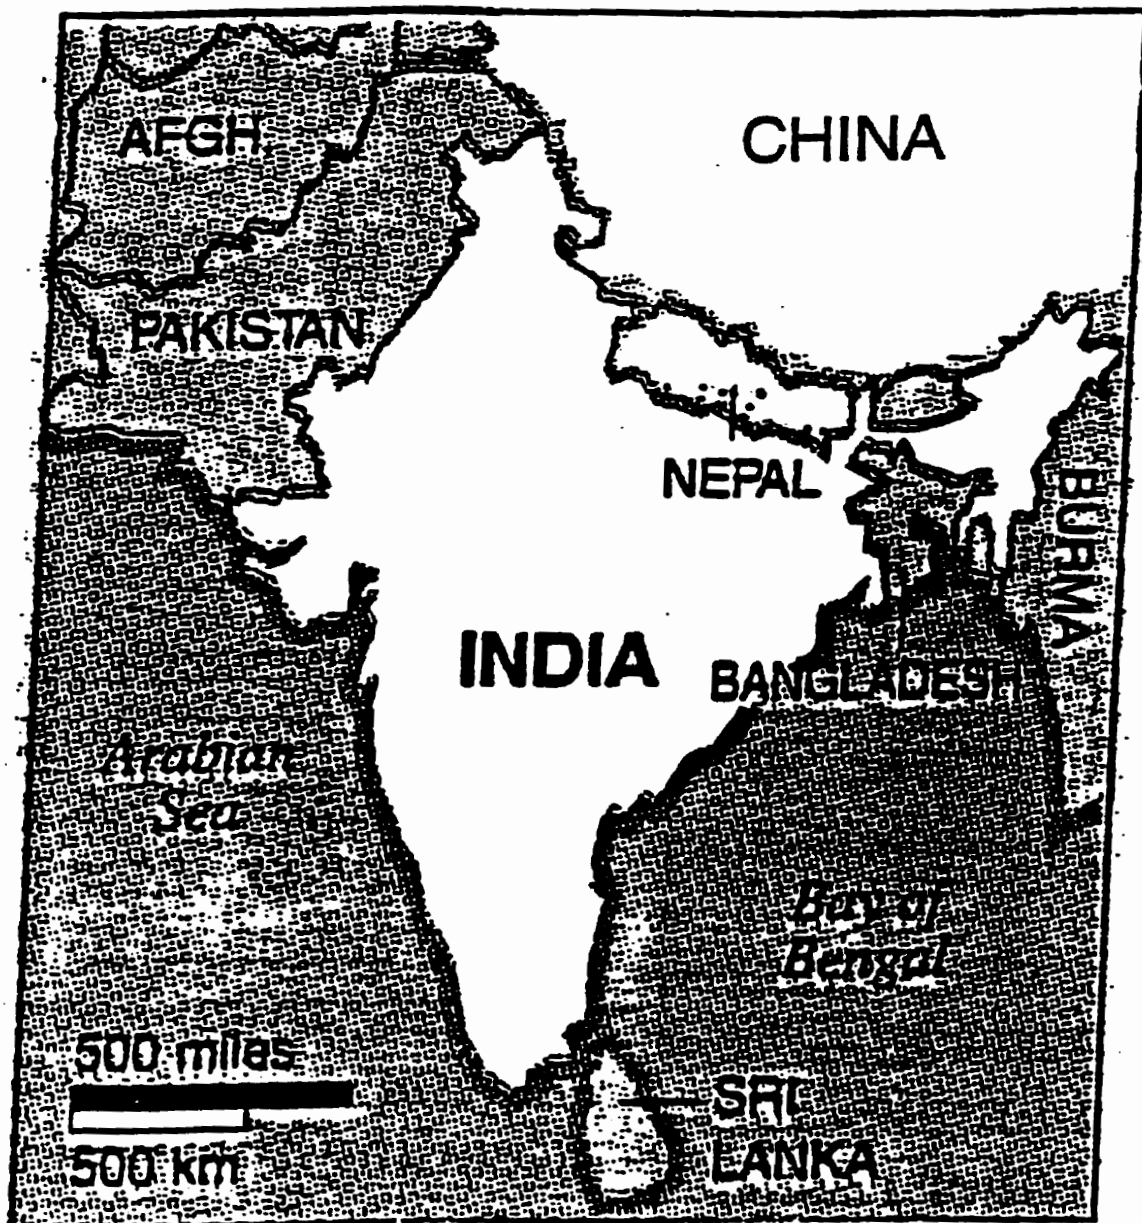 AFGH.
CHINA
PAKISTAN
NEPAL
BURMA
INDIA
BANGLADESH
Arabian
Sea
Bay of
Bengal
500 miles
500 km
SRI
LANKA